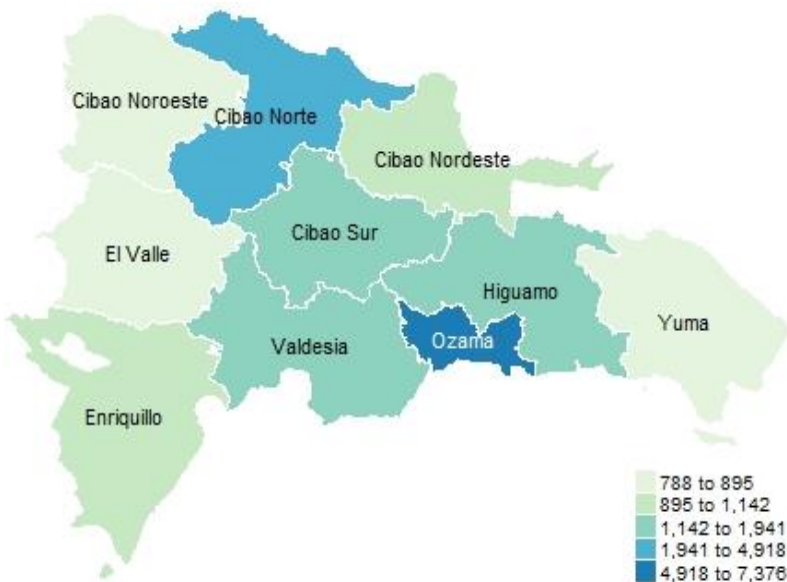 Cibao Noroeste
Cibao Norte
Cibao Nordeste
Cibao Sur
El Valle
Higuamo
Yuma
Ozama
Valdesia
Enriquillo
788 to 895
895 to 1,142
1,142 to 1,941
1,941 to 4,918
4,918 to 7,376